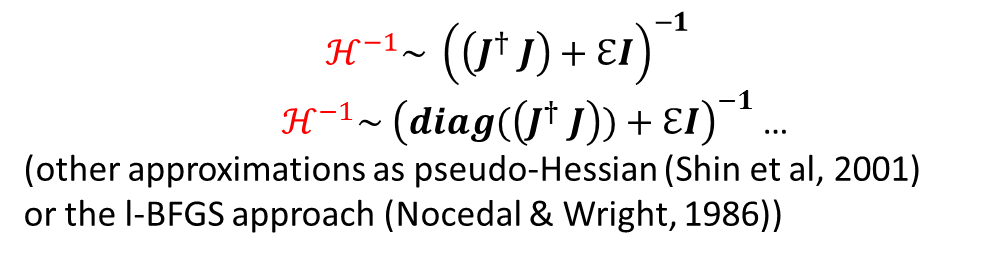 ℋ⁻¹~ ((J† J) + ƐI)⁻¹
ℋ⁻¹~ (diag((J† J)) + ƐI)⁻¹ ...
(other approximations as pseudo-Hessian (Shin et al, 2001)
or the l-BFGS approach (Nocedal & Wright, 1986))